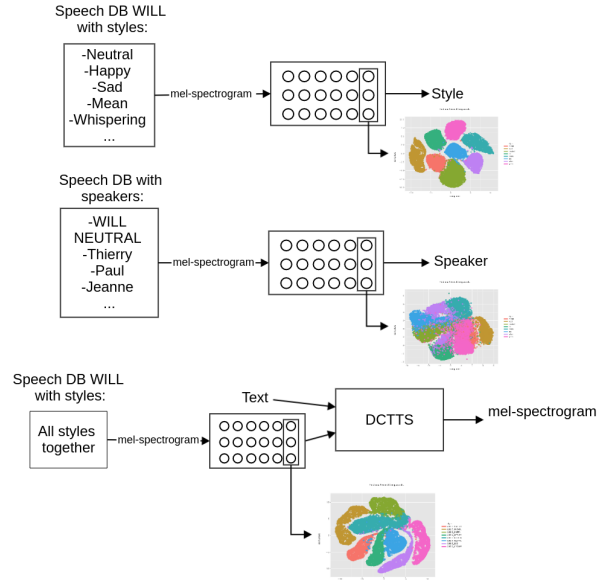 Speech DB WILL
with styles:
-Neutral
-Happy
-Sad
-Mean
-Whispering
...
mel-spectrogram
Style
Speech DB with
speakers:
-WILL
NEUTRAL
-Thierry
-Paul
-Jeanne
...
mel-spectrogram
Speaker
Speech DB WILL
with styles:
All styles
together
mel-spectrogram
Text
DCTTS
mel-spectrogram